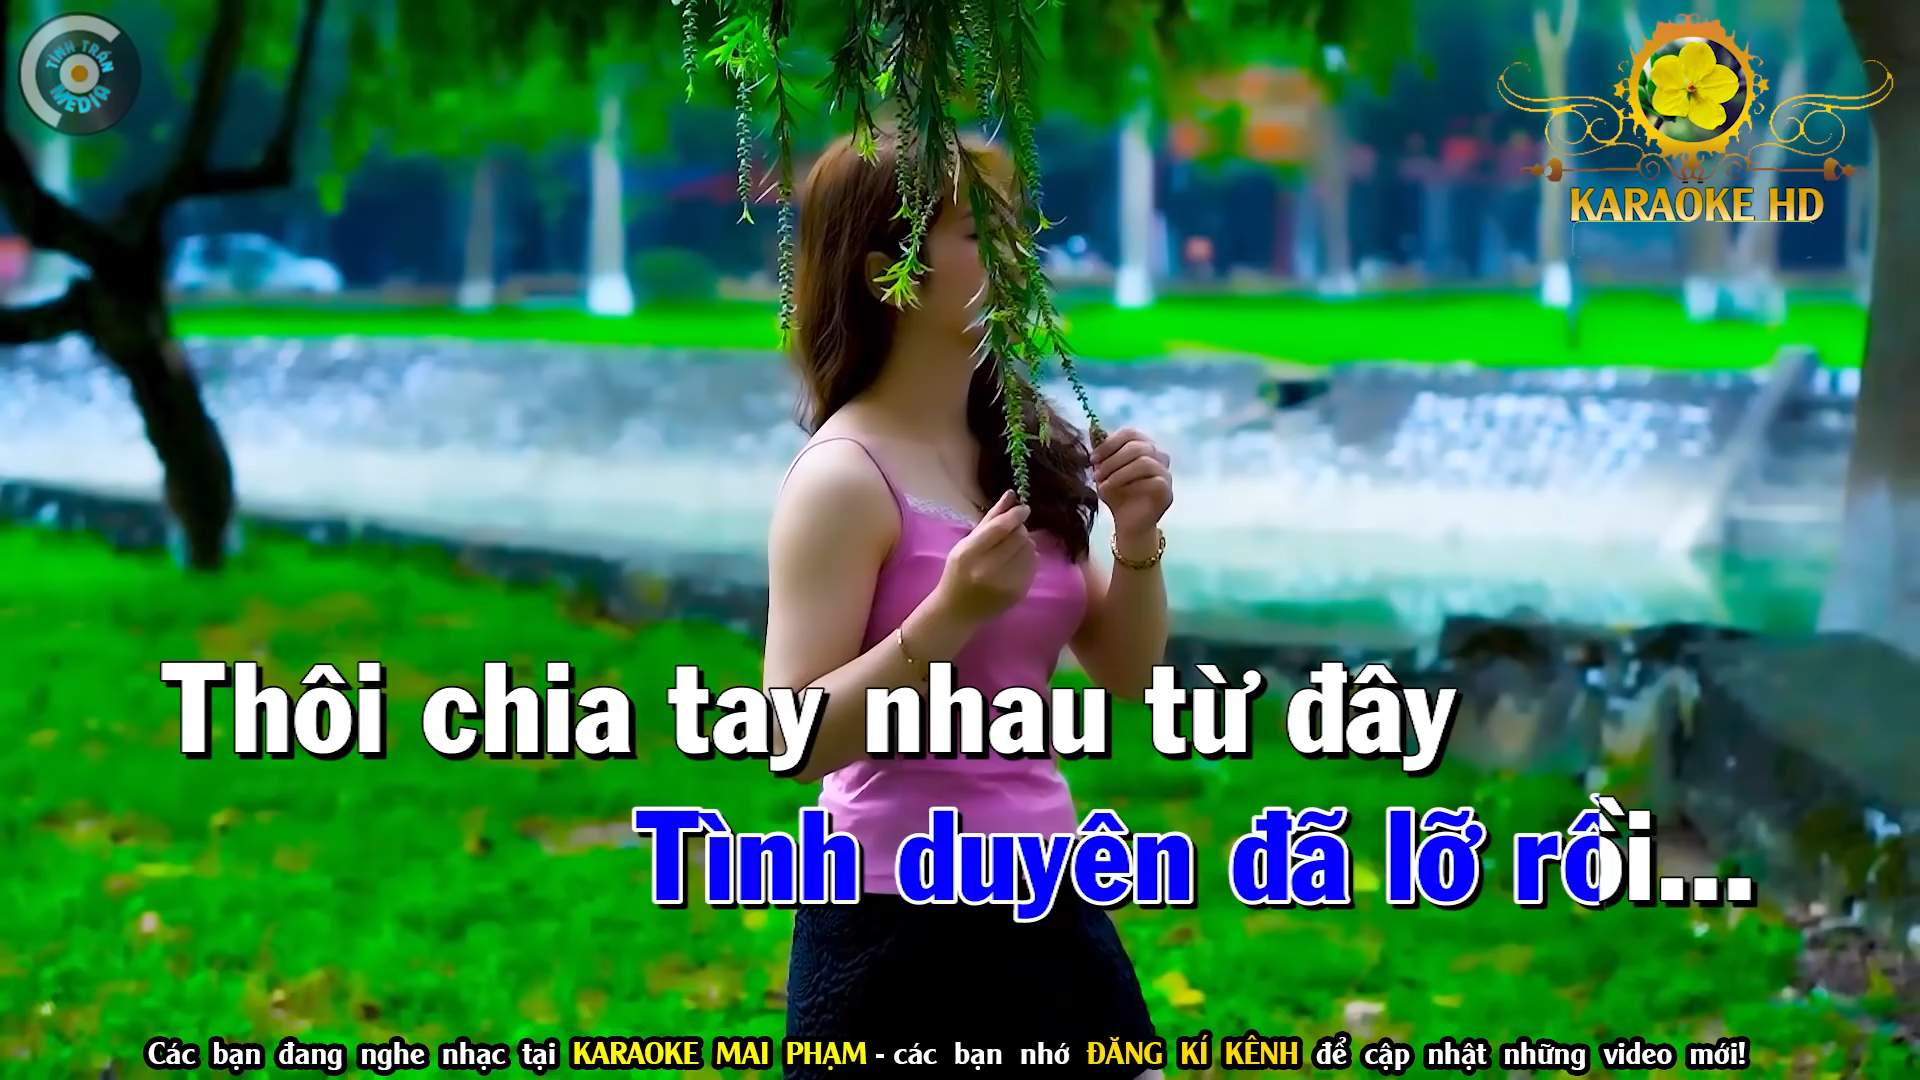 TÌNH TRẦN
MEDIA
KARAOKE HD
Thôi chia tay nhau từ đây
Tình duyên đã lỡ rồi...
Các bạn đang nghe nhạc tại KARAOKE MAI PHẠM - các bạn nhớ ĐĂNG KÍ KÊNH để cập nhật những video mới!